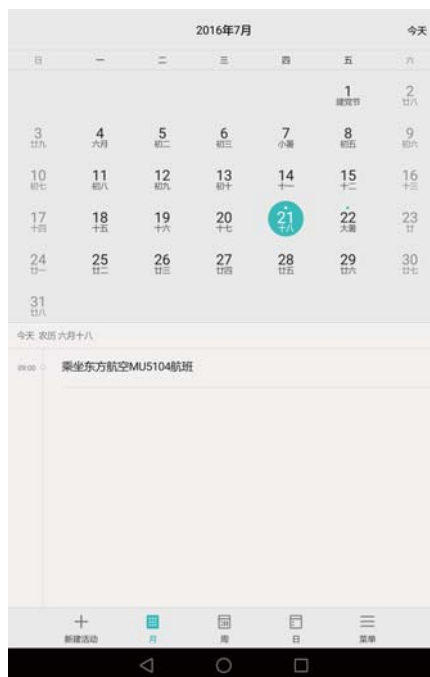 2016年7月 今天
日 一 二 三 四 五 六
1 2
建党节 廿八
3 4 5 6 7 8 9
廿九 六月 初二 初三 小暑 初五 初六
10 11 12 13 14 15 16
初七 初八 初九 初十 十一 十二 十三
17 18 19 20 21 22 23
十四 十五 十六 十七 十八 大暑 廿
24 25 26 27 28 29 30
廿一 廿二 廿三 廿四 廿五 廿六 廿七
31
廿八
今天 农历 六月十八
09:00 乘坐东方航空MU5104航班
新建活动 月 周 日 菜单